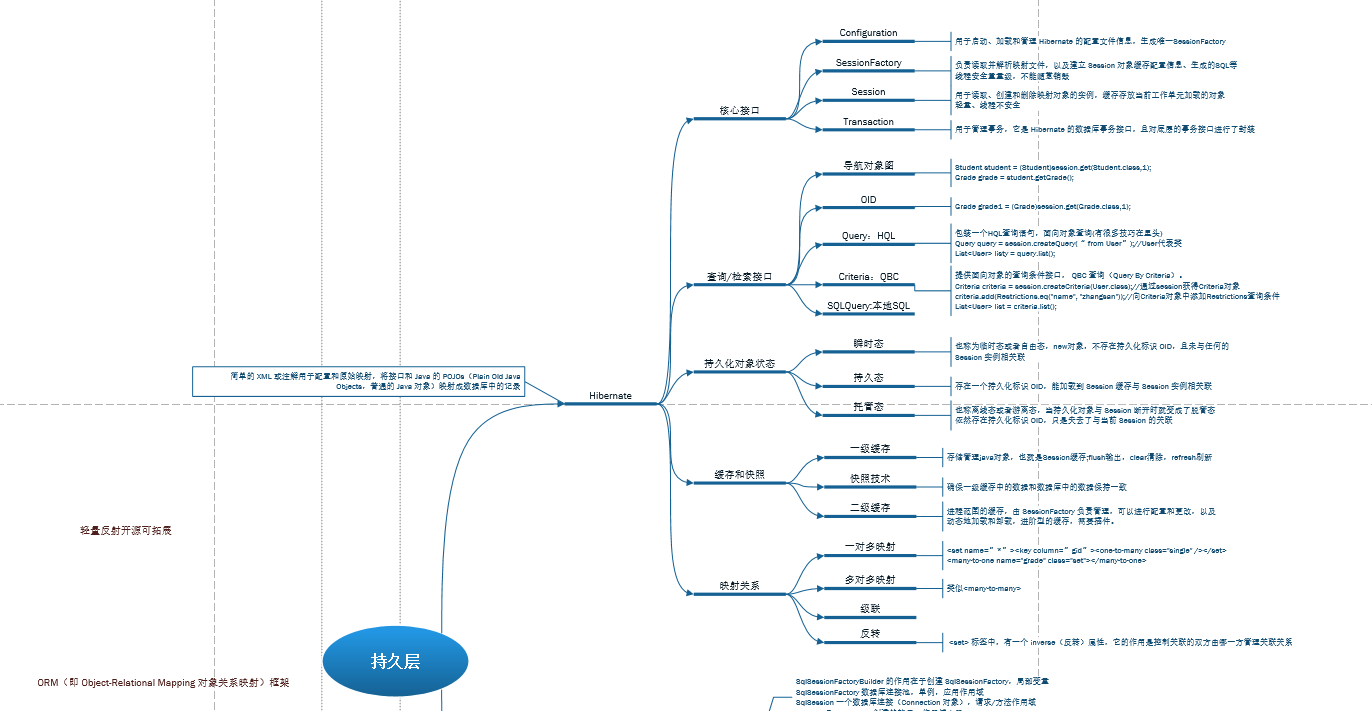 Configuration
用于启动、加载和管理 Hibernate 的配置文件信息，生成唯一SessionFactory
SessionFactory
负责读取并解析映射文件，以及建立 Session 对象缓存配置信息、生成的SQL等
线程安全重量级，不能随意销毁
Session
用于读取、创建和删除映射对象的实例，缓存存放当前工作单元加载的对象
轻量、线程不安全
核心接口
Transaction
用于管理事务，它是 Hibernate 的数据库事务接口，且对底层的事务接口进行了封装
导航对象图
Student student = (Student)session.get(Student.class,1);
Grade grade = student.getGrade();
OID
Grade grade1 = (Grade)session.get(Grade.class,1);
Query：HQL
包装一个HQL查询语句，面向对象查询(有很多技巧在里头)
Query query = session.createQuery( “ from User” );//User代表类
List<User> listy = query.list();
查询/检索接口
Criteria：QBC
提供面向对象的查询条件接口， QBC 查询（Query By Criteria）。
Criteria criteria = session.createCriteria(User.class);//通过session获得Criteria对象
criteria.add(Restrictions.eq("name", "zhangsan"));//向Criteria对象中添加Restrictions查询条件
List<User> list = criteria.list();
SQLQuery:本地SQL
瞬时态
也称为临时态或者自由态，new对象，不存在持久化标识 OID，且未与任何的
Session 实例相关联
持久化对象状态
持久态
存在一个持久化标识 OID，能加载到 Session 缓存与 Session 实例相关联
简单的 XML 或注解用于配置和原始映射，将接口和 Java 的 POJOs（Plain Old Java
Objects，普通的 Java 对象）映射成数据库中的记录
Hibernate
托管态
也称离线态或者游离态，当持久化对象与 Session 断开时就变成了脱管态
依然存在持久化标识 OID，只是失去了与当前 Session 的关联
一级缓存
存储管理java对象，也就是Session缓存;flush输出，clear清除，refresh刷新
缓存和快照
快照技术
确保一级缓存中的数据和数据库中的数据保持一致
二级缓存
进程范围的缓存，由 SessionFactory 负责管理，可以进行配置和更改，以及
动态地加载和卸载，进阶型的缓存，需要插件。
轻量反射开源可拓展
一对多映射
<set name=” *” ><key column=” gid” ><one-to-many class="single" /></set>
<many-to-one name="grade" class="set"></many-to-one>
映射关系
多对多映射
类似<many-to-many>
级联
反转
<set> 标签中，有一个 inverse（反转）属性，它的作用是控制关联的双方由哪一方管理关联关系
持久层
ORM（即 Object-Relational Mapping 对象关系映射）框架
SqlSessionFactoryBuilder 的作用在于创建 SqlSessionFactory，局部变量
SqlSessionFactory 数据库连接池，单例，应用作用域
SqlSession 一个数据库连接（Connection 对象），请求/方法作用域